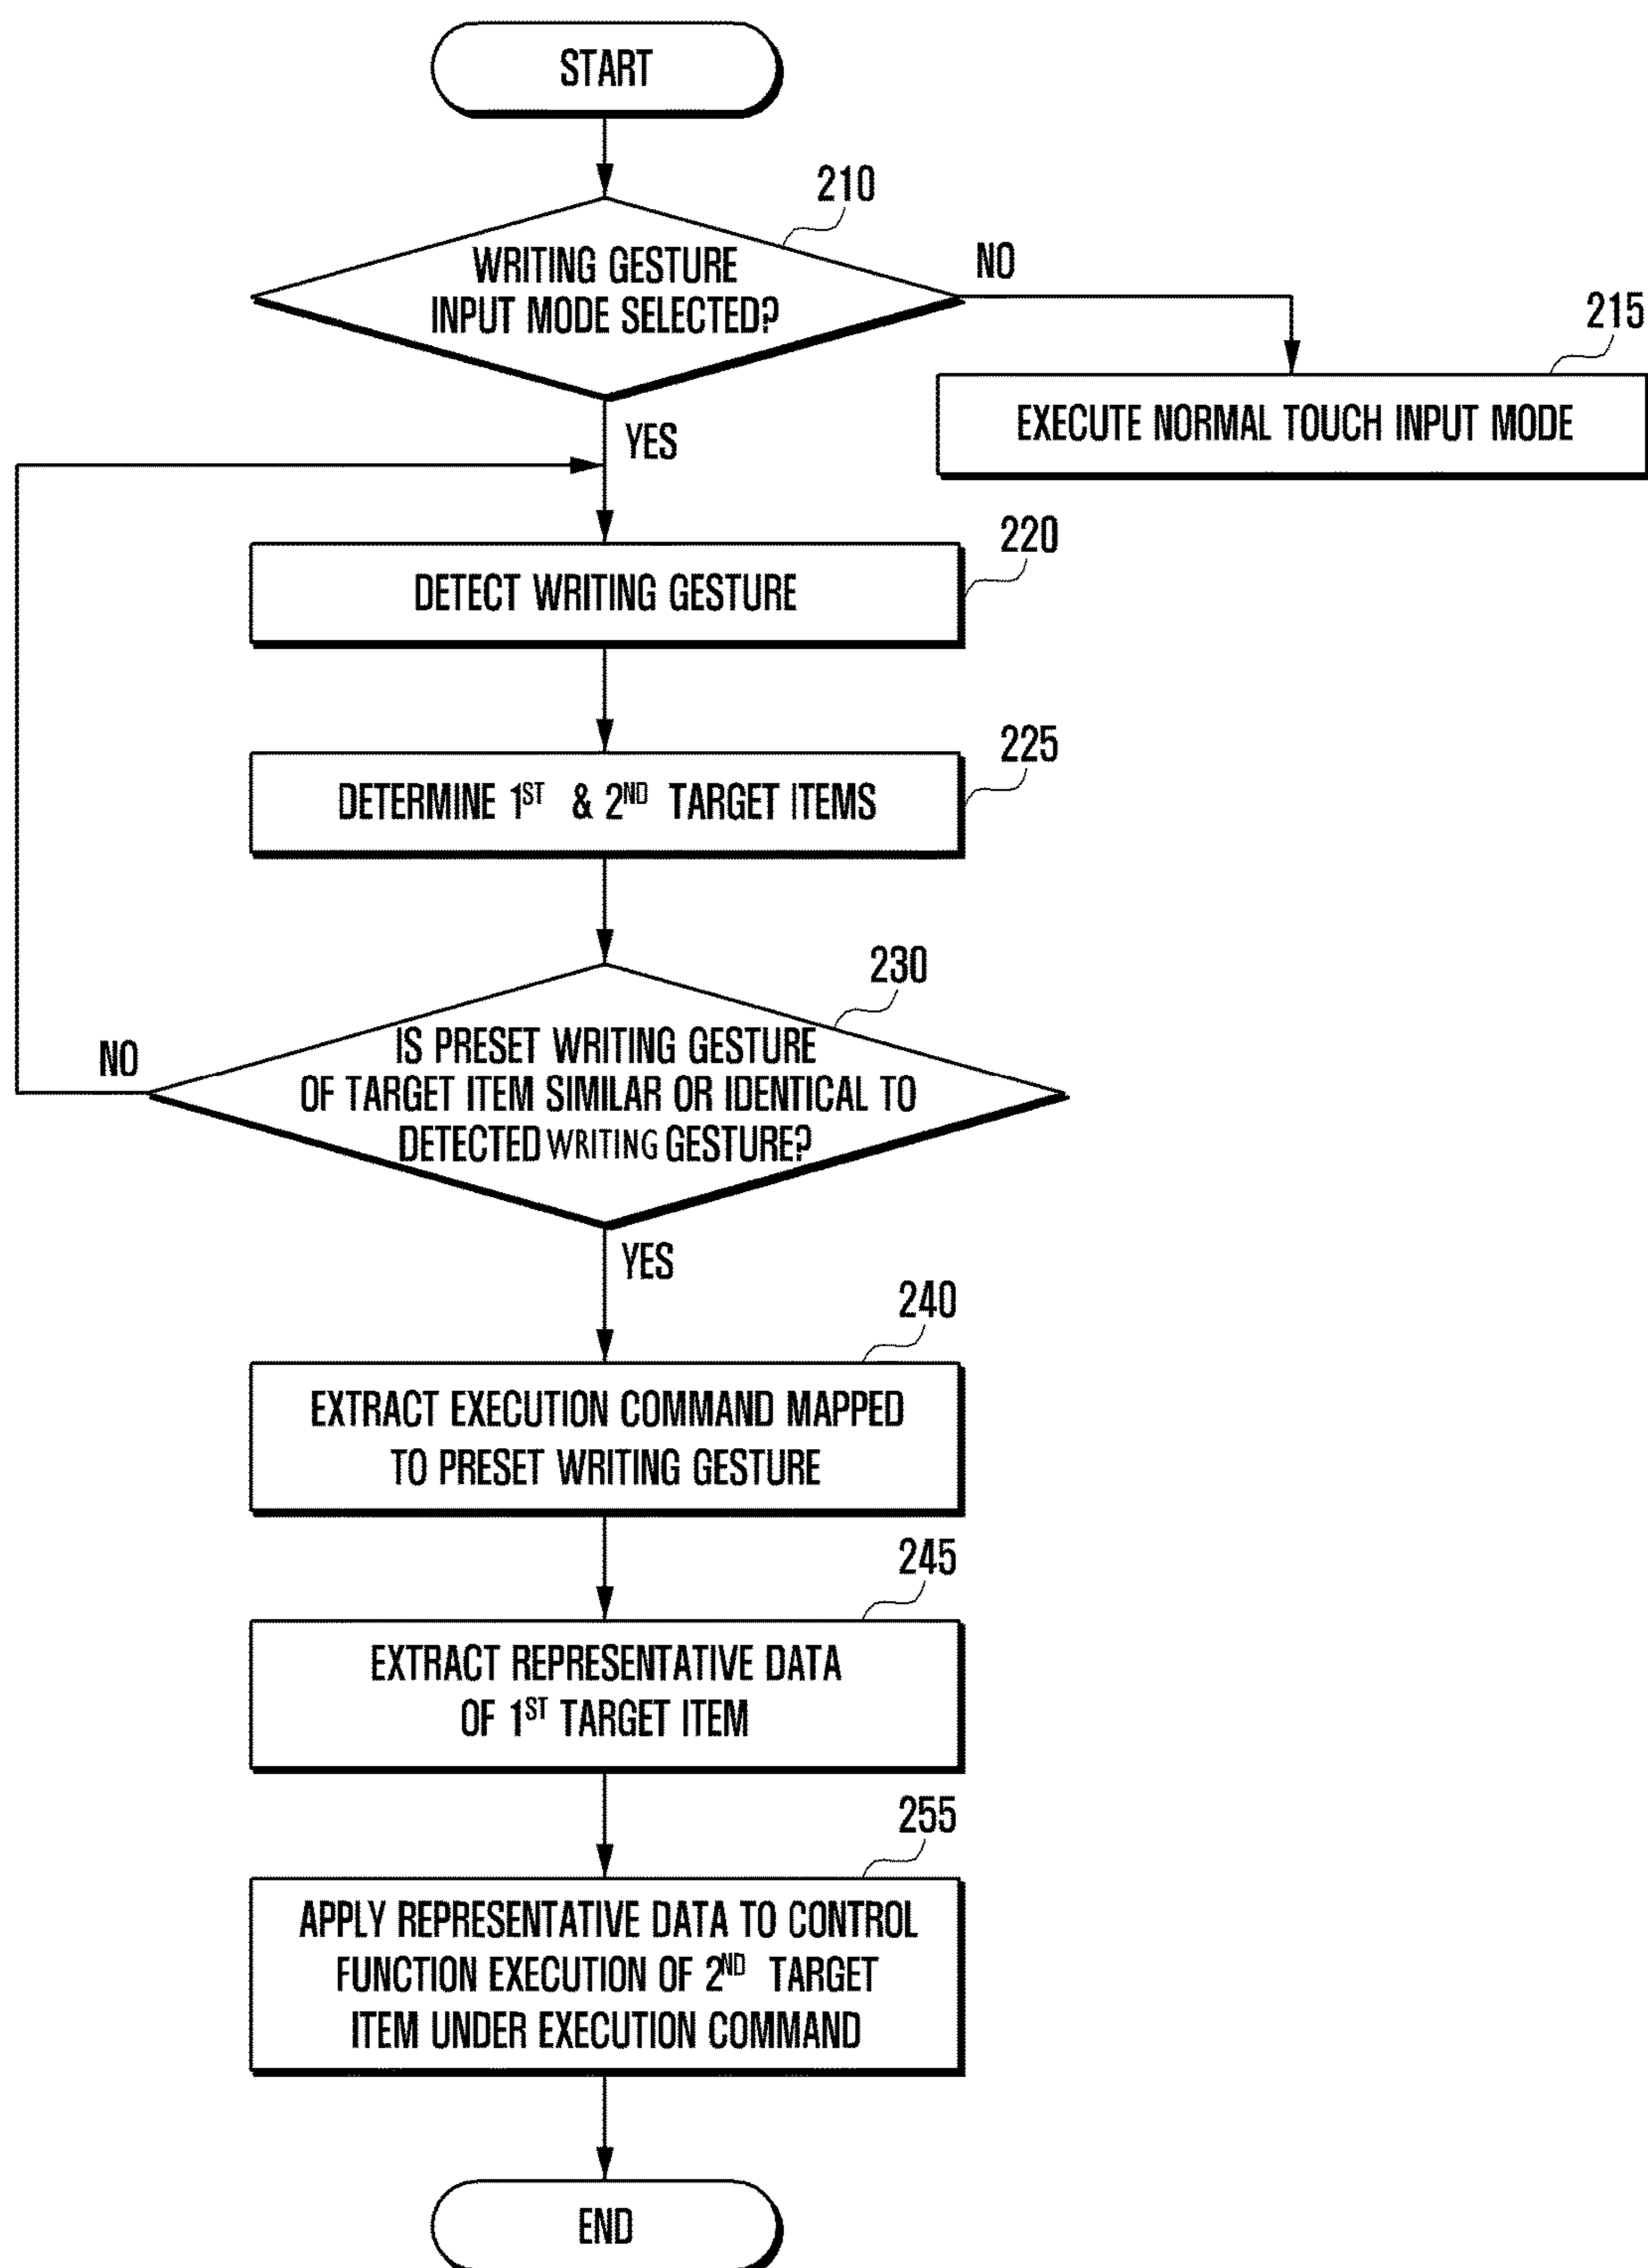 START
210
WRITING GESTURE
INPUT MODE SELECTED?
NO
215
EXECUTE NORMAL TOUCH INPUT MODE
YES
220
DETECT WRITING GESTURE
225
DETERMINE 1ST & 2ND TARGET ITEMS
230
IS PRESET WRITING GESTURE
OF TARGET ITEM SIMILAR OR IDENTICAL TO
DETECTED WRITING GESTURE?
NO
YES
240
EXTRACT EXECUTION COMMAND MAPPED
TO PRESET WRITING GESTURE
245
EXTRACT REPRESENTATIVE DATA
OF 1ST TARGET ITEM
255
APPLY REPRESENTATIVE DATA TO CONTROL
FUNCTION EXECUTION OF 2ND TARGET
ITEM UNDER EXECUTION COMMAND
END